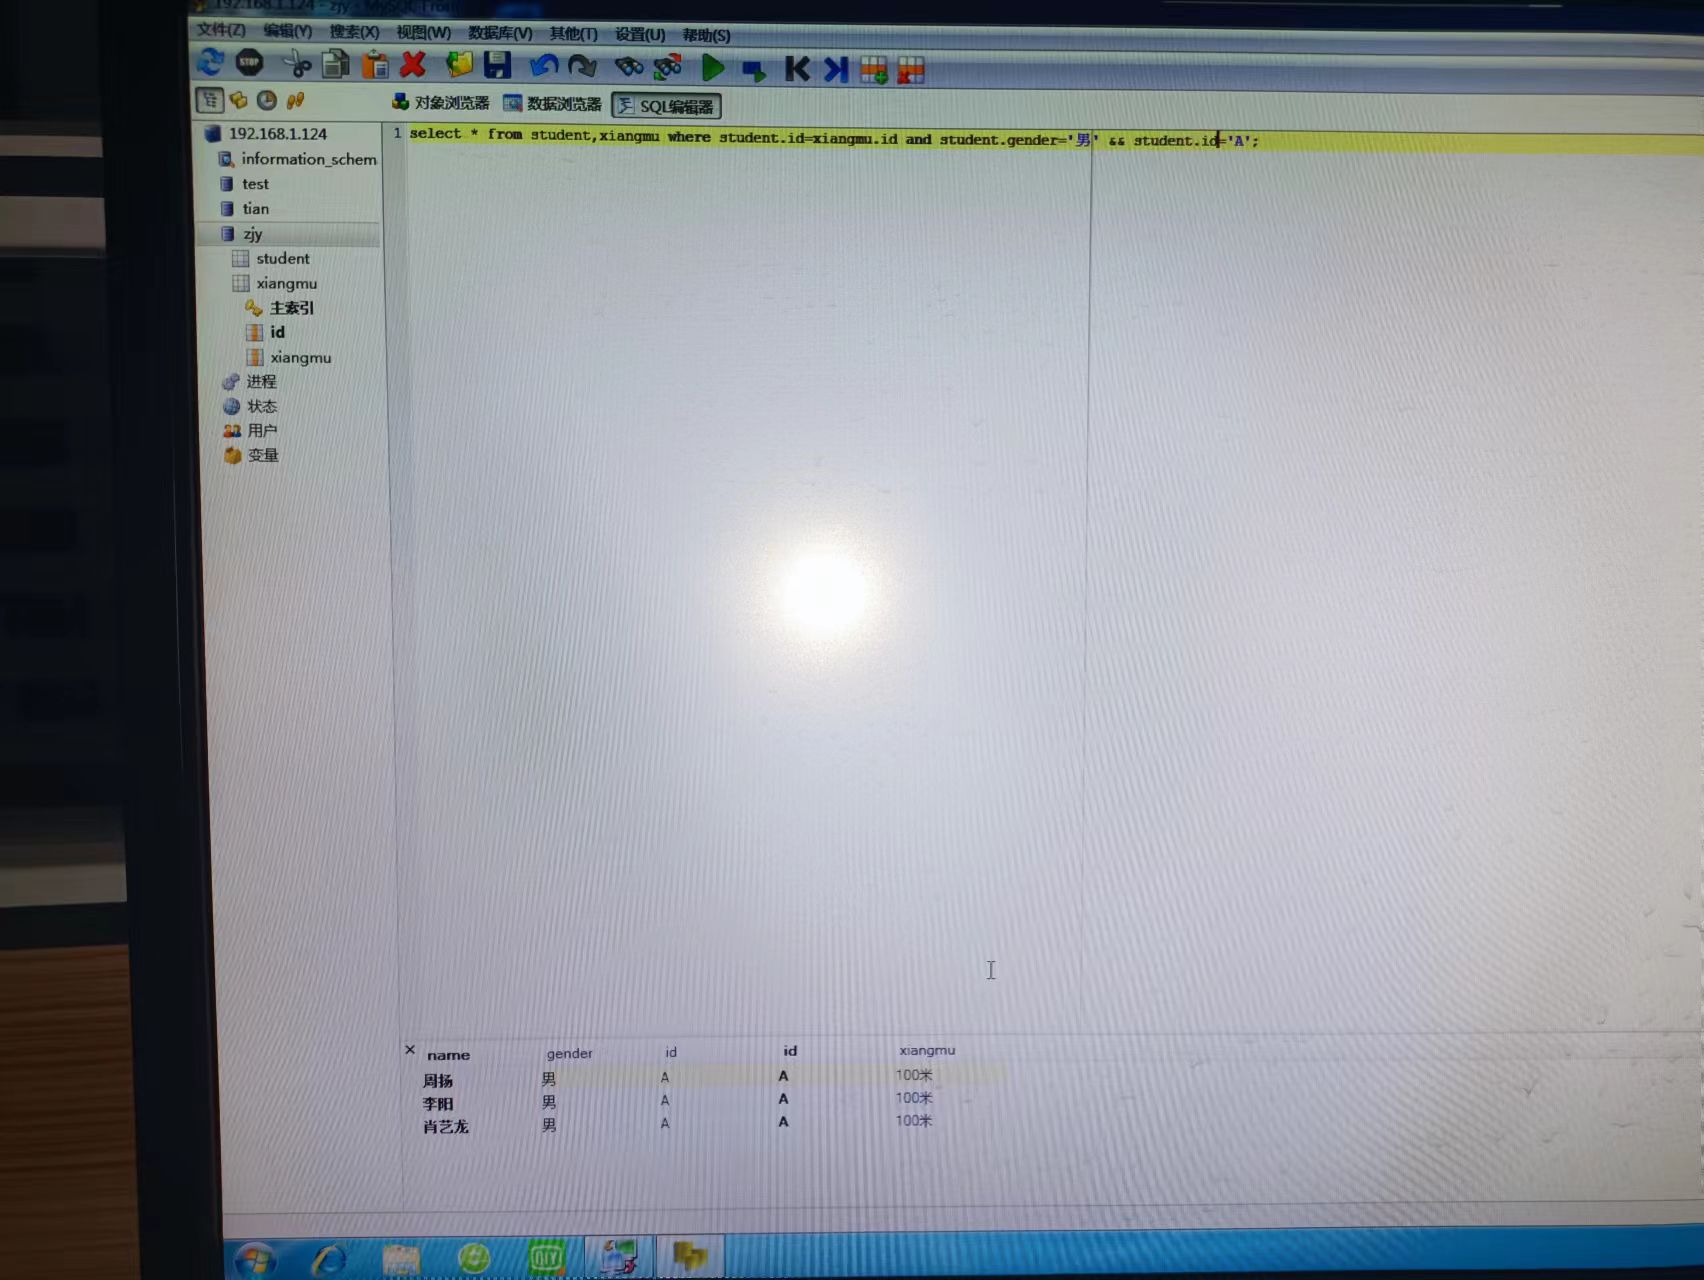 192.168.1.124 - zjy - MySQL-Front
文件(Z) 编辑(Y) 搜索(X) 视图(W) 数据库(V) 其他(T) 设置(U) 帮助(S)
STOP
对象浏览器 数据浏览器 SQL编辑器
1 select * from student,xiangmu where student.id=xiangmu.id and student.gender='男' && student.id='A';
192.168.1.124
information_schem
test
tian
zjy
student
xiangmu
主索引
id
xiangmu
进程
状态
用户
变量
name gender id id xiangmu
周扬 男 A A 100米
李阳 男 A A 100米
肖艺龙 男 A A 100米
QIYI